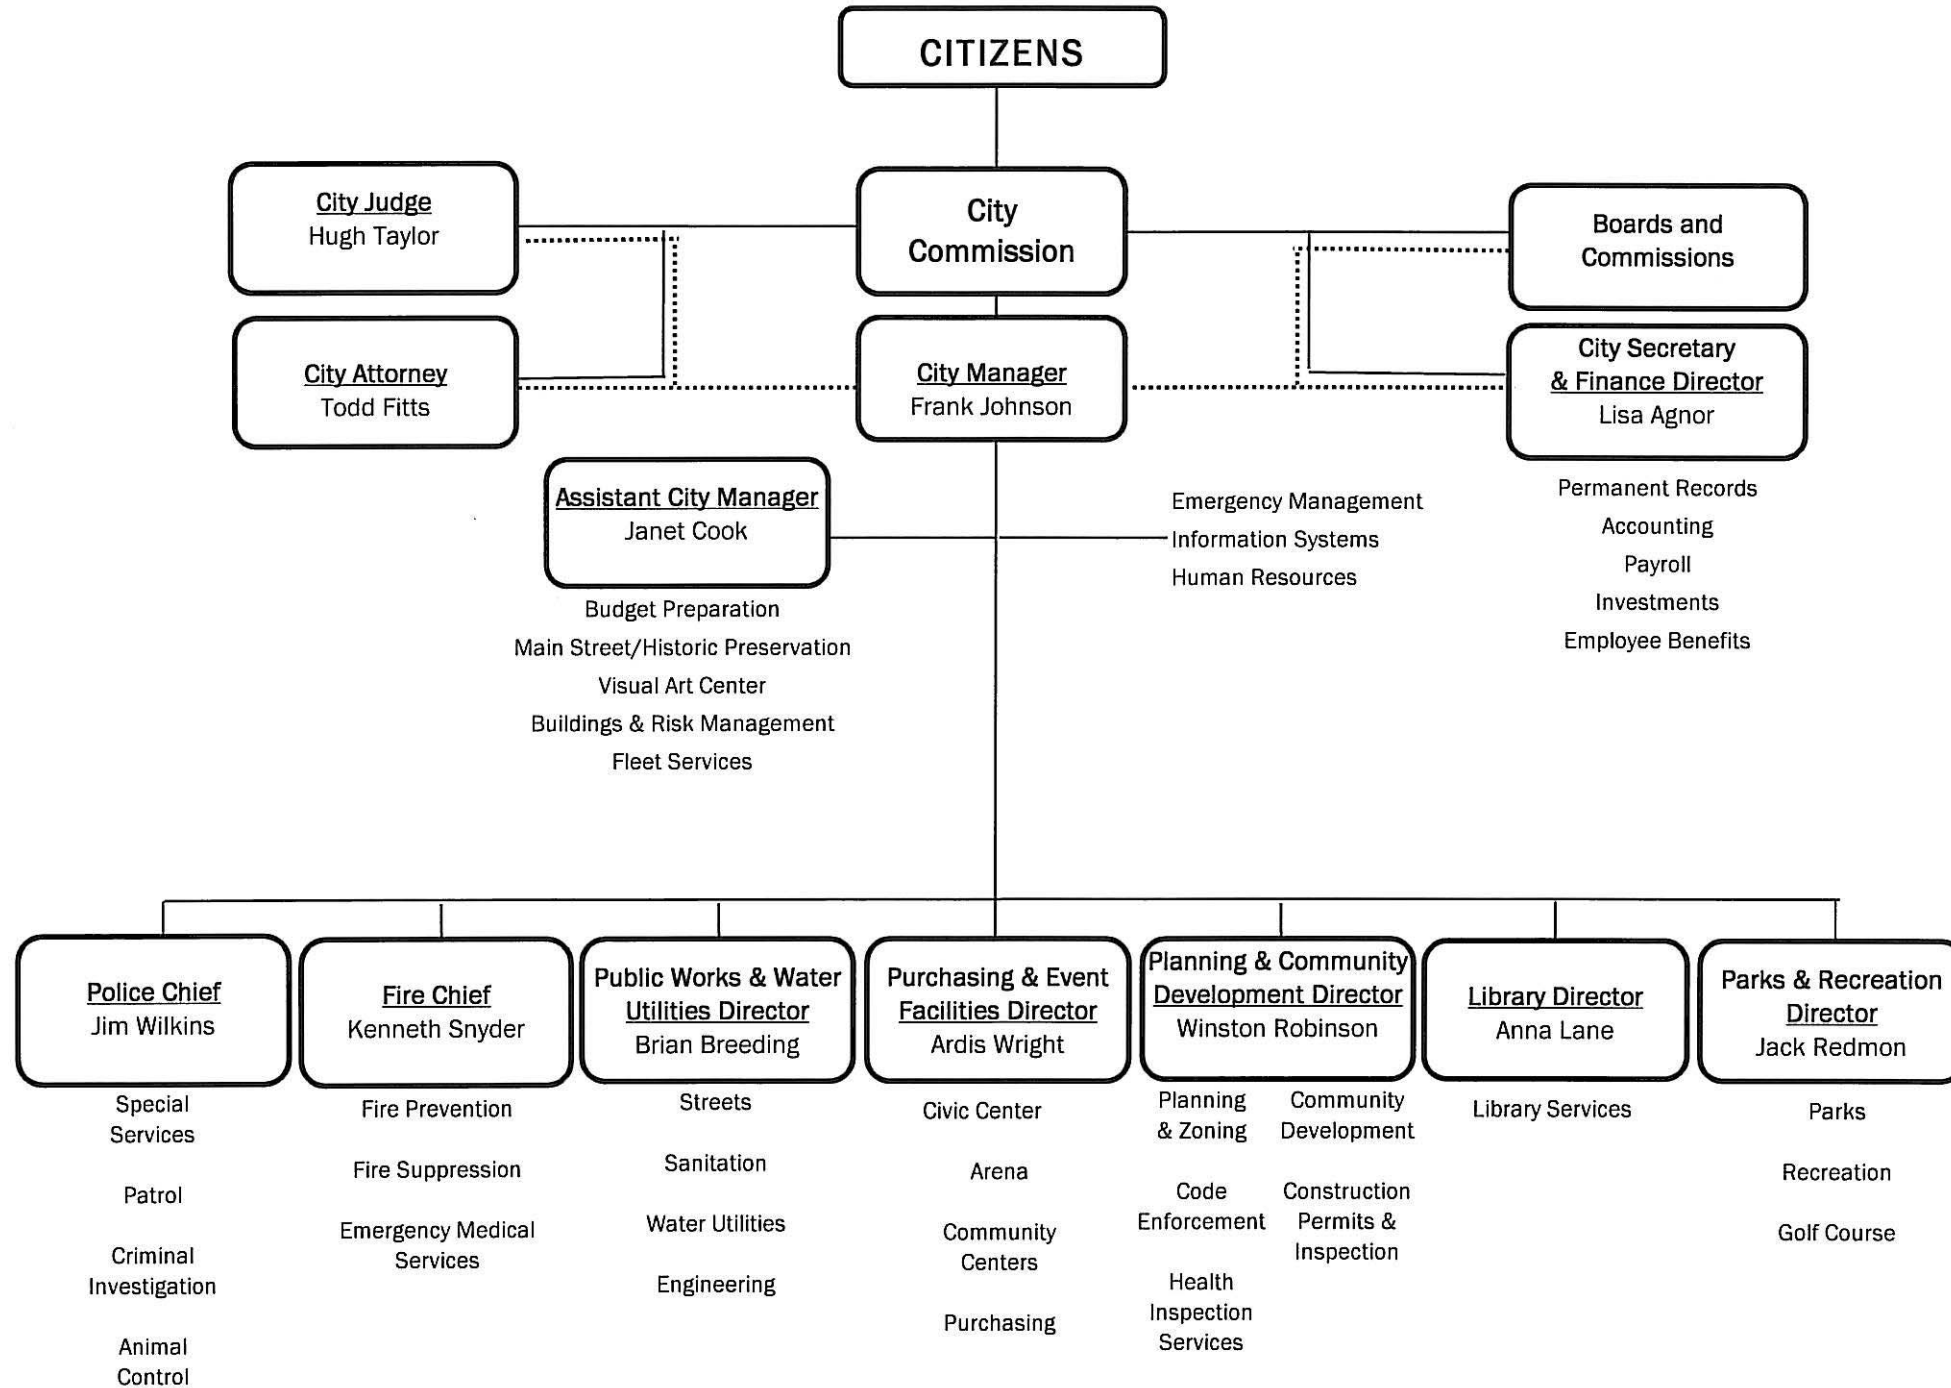 CITIZENS
City Judge
Hugh Taylor
City
Commission
Boards and
Commissions
City Attorney
Todd Fitts
City Manager
Frank Johnson
City Secretary
& Finance Director
Lisa Agnor
Permanent Records
Accounting
Payroll
Investments
Employee Benefits
Assistant City Manager
Janet Cook
Budget Preparation
Main Street/Historic Preservation
Visual Art Center
Buildings & Risk Management
Fleet Services
Emergency Management
Information Systems
Human Resources
Police Chief
Jim Wilkins
Special
Services
Patrol
Criminal
Investigation
Animal
Control
Fire Chief
Kenneth Snyder
Fire Prevention
Fire Suppression
Emergency Medical
Services
Public Works & Water
Utilities Director
Brian Breeding
Streets
Sanitation
Water Utilities
Engineering
Purchasing & Event
Facilities Director
Ardis Wright
Civic Center
Arena
Community
Centers
Purchasing
Planning & Community
Development Director
Winston Robinson
Planning
& Zoning
Code
Enforcement
Health
Inspection
Services
Community
Development
Construction
Permits &
Inspection
Library Director
Anna Lane
Library Services
Parks & Recreation
Director
Jack Redmon
Parks
Recreation
Golf Course